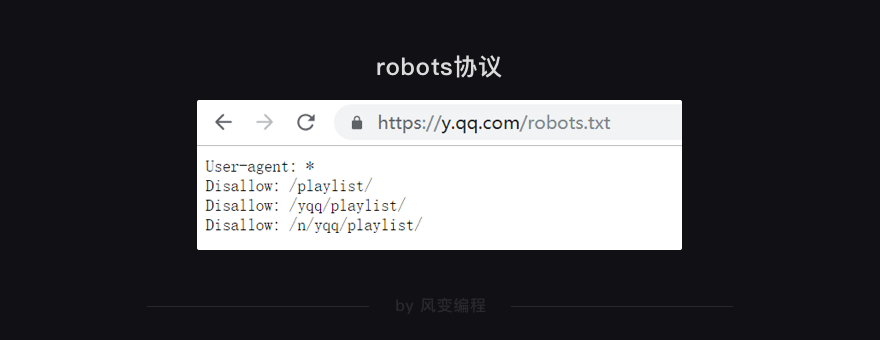 robots协议
https://y.qq.com/robots.txt
User-agent: *
Disallow: /playlist/
Disallow: /yqq/playlist/
Disallow: /n/yqq/playlist/
by 风变编程